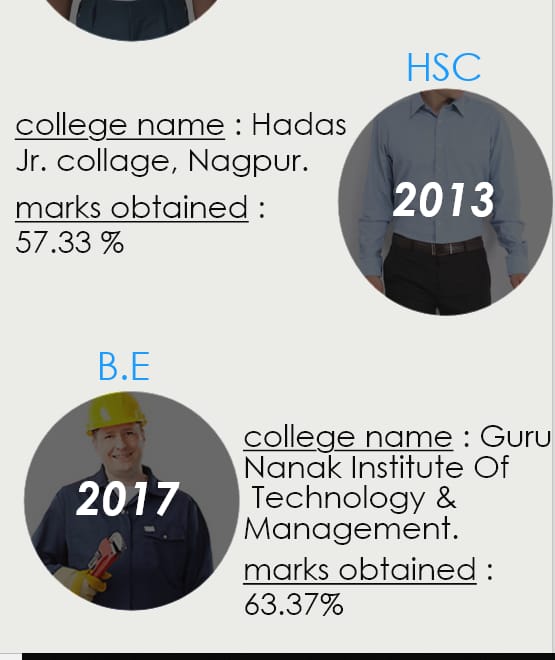 HSC
college name : Hadas
Jr. collage, Nagpur.
marks obtained :
57.33 %
2013
B.E
2017
college name : Guru
Nanak Institute Of
Technology &
Management.
marks obtained :
63.37%